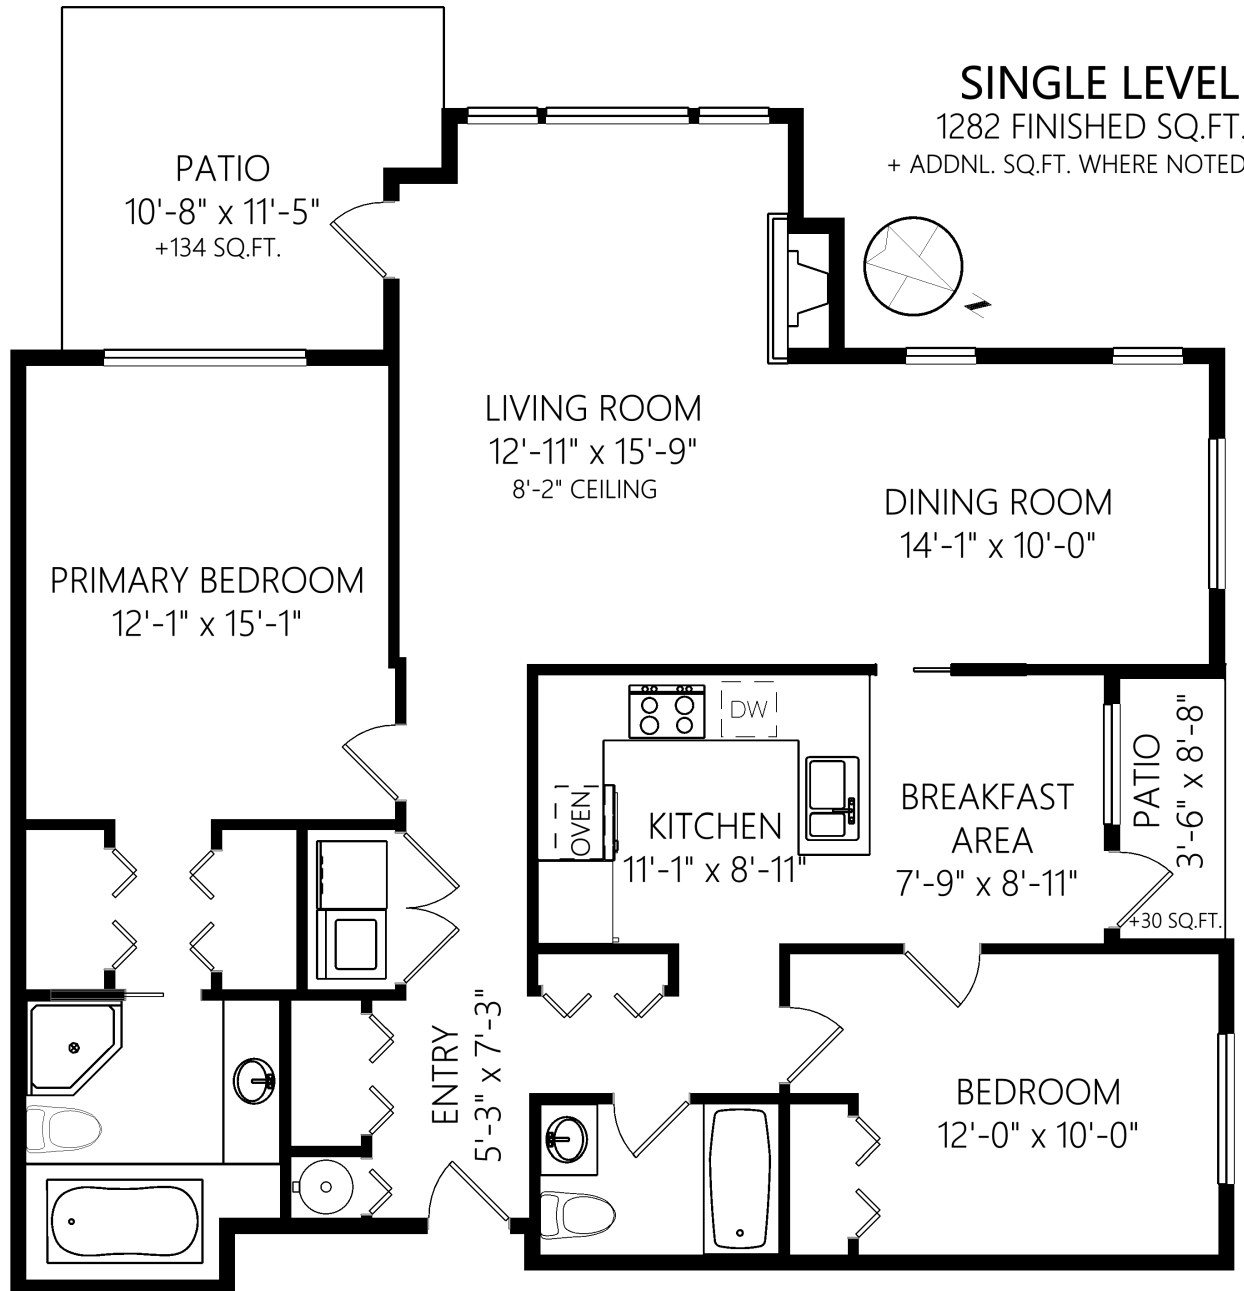 SINGLE LEVEL
1282 FINISHED SQ.FT.
+ ADDNL. SQ.FT. WHERE NOTED
PATIO
10'-8" x 11'-5"
+134 SQ.FT.
N
LIVING ROOM
12'-11" x 15'-9"
8'-2" CEILING
DINING ROOM
14'-1" x 10'-0"
PRIMARY BEDROOM
12'-1" x 15'-1"
DW
OVEN
KITCHEN
11'-1" x 8'-11"
BREAKFAST
AREA
7'-9" x 8'-11"
PATIO
3'-6" x 8'-8"
+30 SQ.FT.
ENTRY
5'-3" x 7'-3"
BEDROOM
12'-0" x 10'-0"